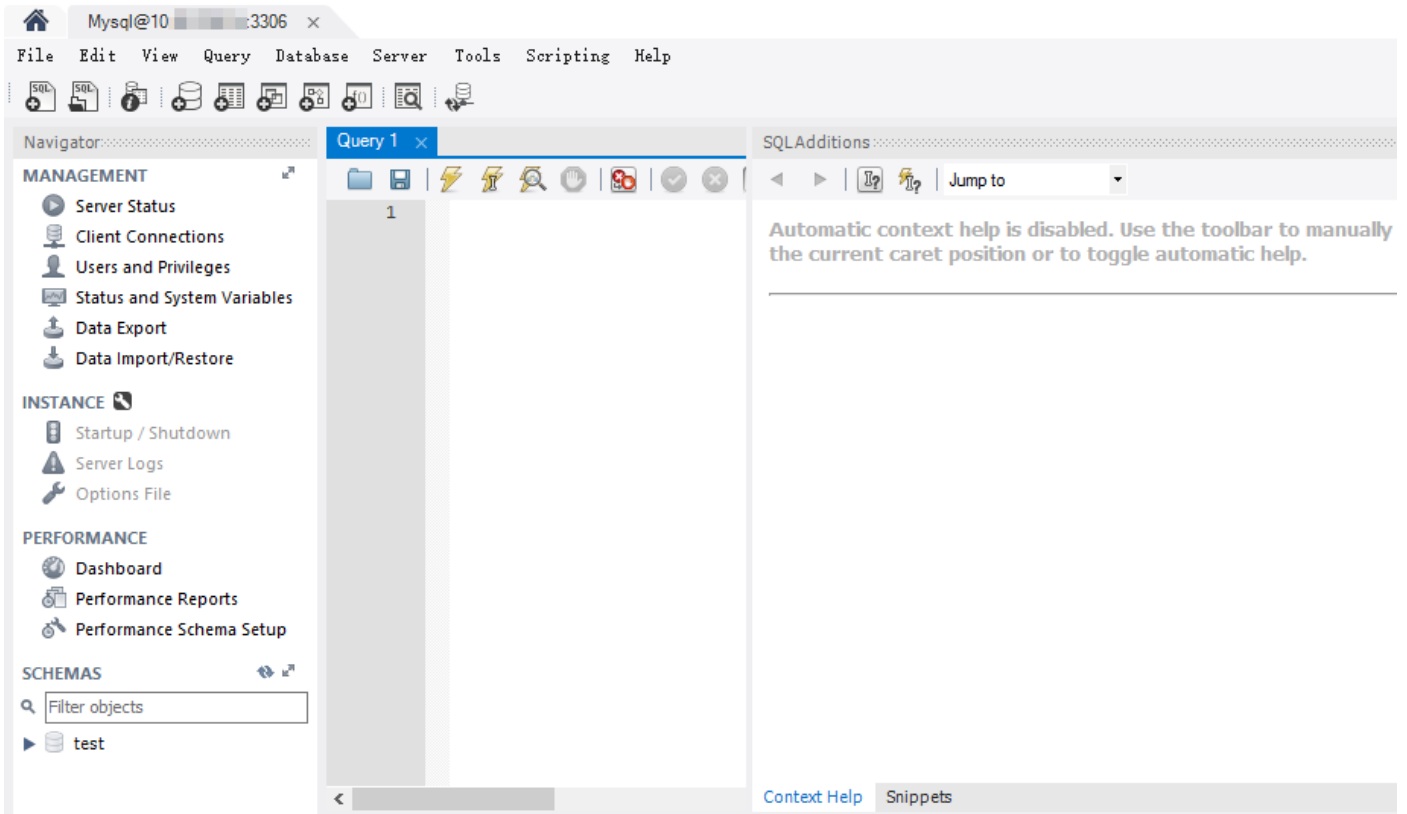 Mysql@10 :3306
File Edit View Query Database Server Tools Scripting Help
Navigator
MANAGEMENT
Server Status
Client Connections
Users and Privileges
Status and System Variables
Data Export
Data Import/Restore
INSTANCE
Startup / Shutdown
Server Logs
Options File
PERFORMANCE
Dashboard
Performance Reports
Performance Schema Setup
SCHEMAS
Filter objects
test
Query 1
1
SQLAdditions
Jump to
Automatic context help is disabled. Use the toolbar to manually
the current caret position or to toggle automatic help.
Context Help Snippets